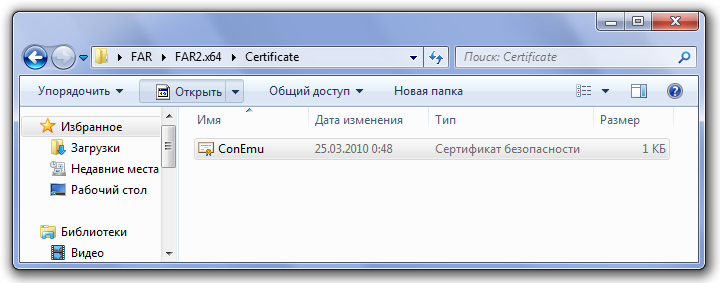 FAR FAR2.x64 Certificate Поиск: Certificate
Упорядочить Открыть Общий доступ Новая папка
Избранное
Загрузки
Недавние места
Рабочий стол
Библиотеки
Видео
Имя Дата изменения Тип Размер
ConEmu 25.03.2010 0:48 Сертификат безопасности 1 КБ